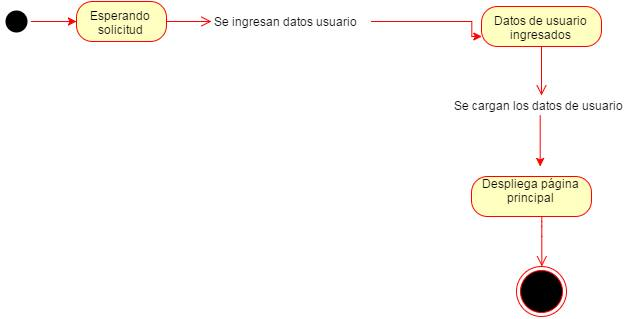 Esperando
solicitud
Se ingresan datos usuario
Datos de usuario
ingresados
Se cargan los datos de usuario
Despliega página
principal